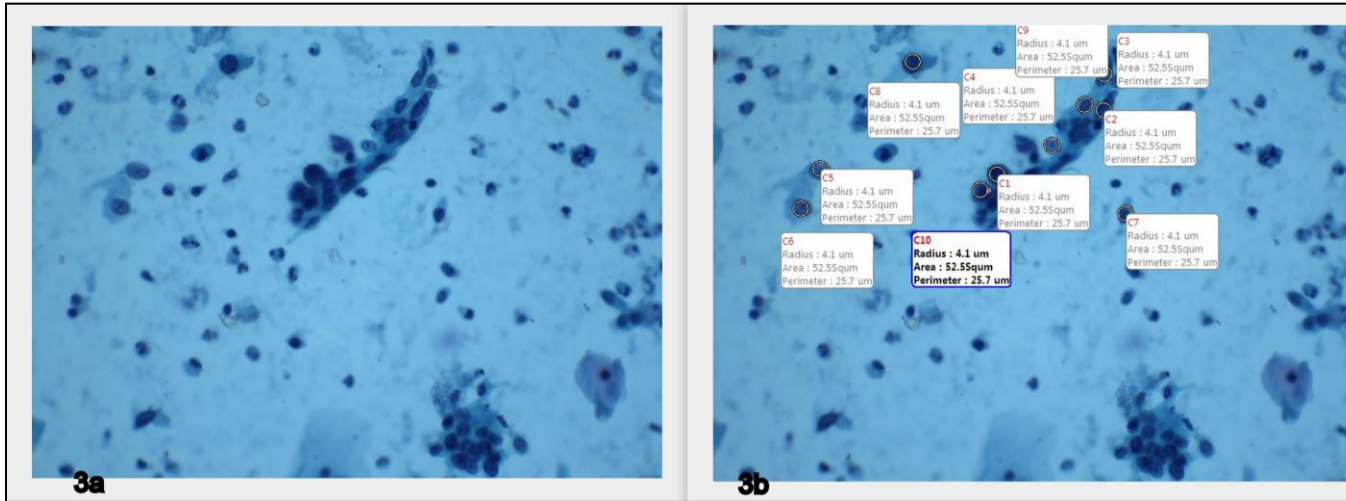 C9
Radius : 4.1 um
Area : 52.5Squm
Perimeter : 25.7 um
C3
Radius : 4.1 um
Area : 52.5Squm
Perimeter : 25.7 um
C4
Radius : 4.1 um
Area : 52.5Squm
Perimeter : 25.7 um
C8
Radius : 4.1 um
Area : 52.5Squm
Perimeter : 25.7 um
C2
Radius : 4.1 um
Area : 52.5Squm
Perimeter : 25.7 um
C5
Radius : 4.1 um
Area : 52.5Squm
Perimeter : 25.7 um
C1
Radius : 4.1 um
Area : 52.5Squm
Perimeter : 25.7 um
C7
Radius : 4.1 um
Area : 52.5Squm
Perimeter : 25.7 um
C6
Radius : 4.1 um
Area : 52.5Squm
Perimeter : 25.7 um
C10
Radius : 4.1 um
Area : 52.5Squm
Perimeter : 25.7 um
3a
3b